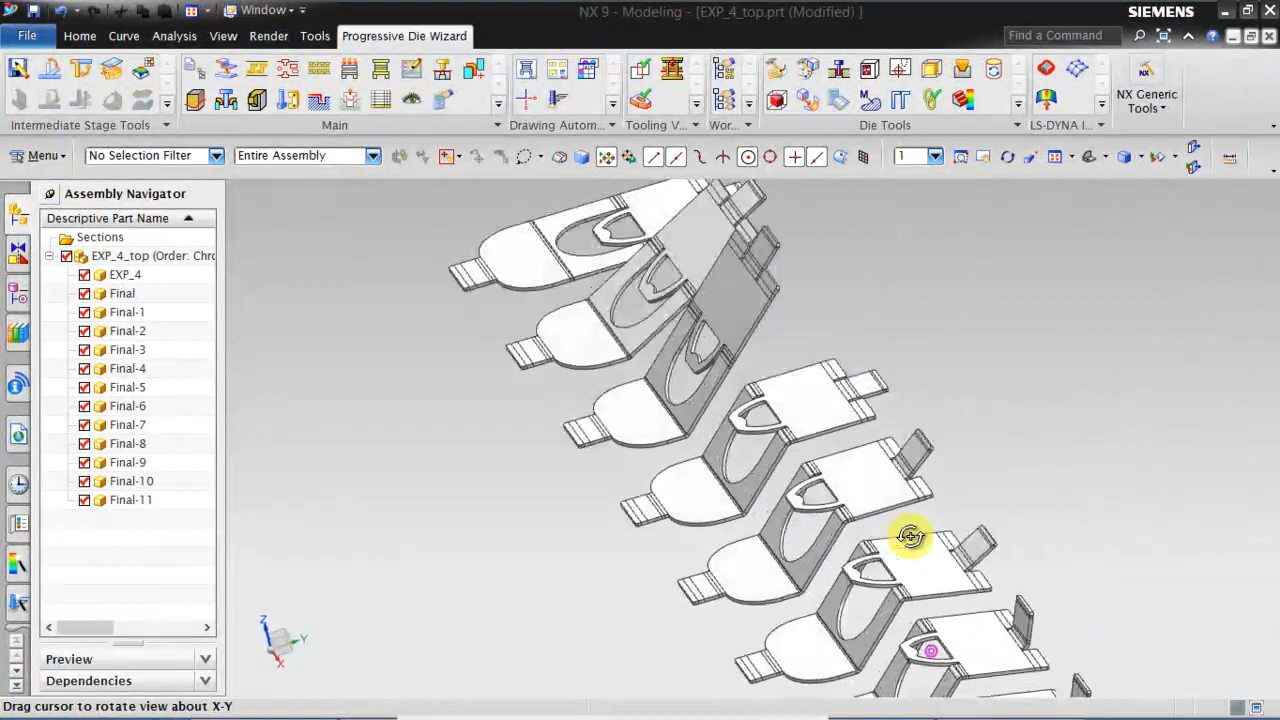 Window
NX 9 - Modeling - [EXP_4_top.prt (Modified) ]
SIEMENS
File
Home
Curve
Analysis
View
Render
Tools
Progressive Die Wizard
Find a Command
NX Generic
Tools
Intermediate Stage Tools
Main
Drawing Autom...
Tooling V...
Wor...
Die Tools
LS-DYNA I...
Menu
No Selection Filter
Entire Assembly
1
Assembly Navigator
Descriptive Part Name
Sections
EXP_4_top (Order: Chro
EXP_4
Final
Final-1
Final-2
Final-3
Final-4
Final-5
Final-6
Final-7
Final-8
Final-9
Final-10
Final-11
Z
Y
X
Preview
Dependencies
Drag cursor to rotate view about X-Y